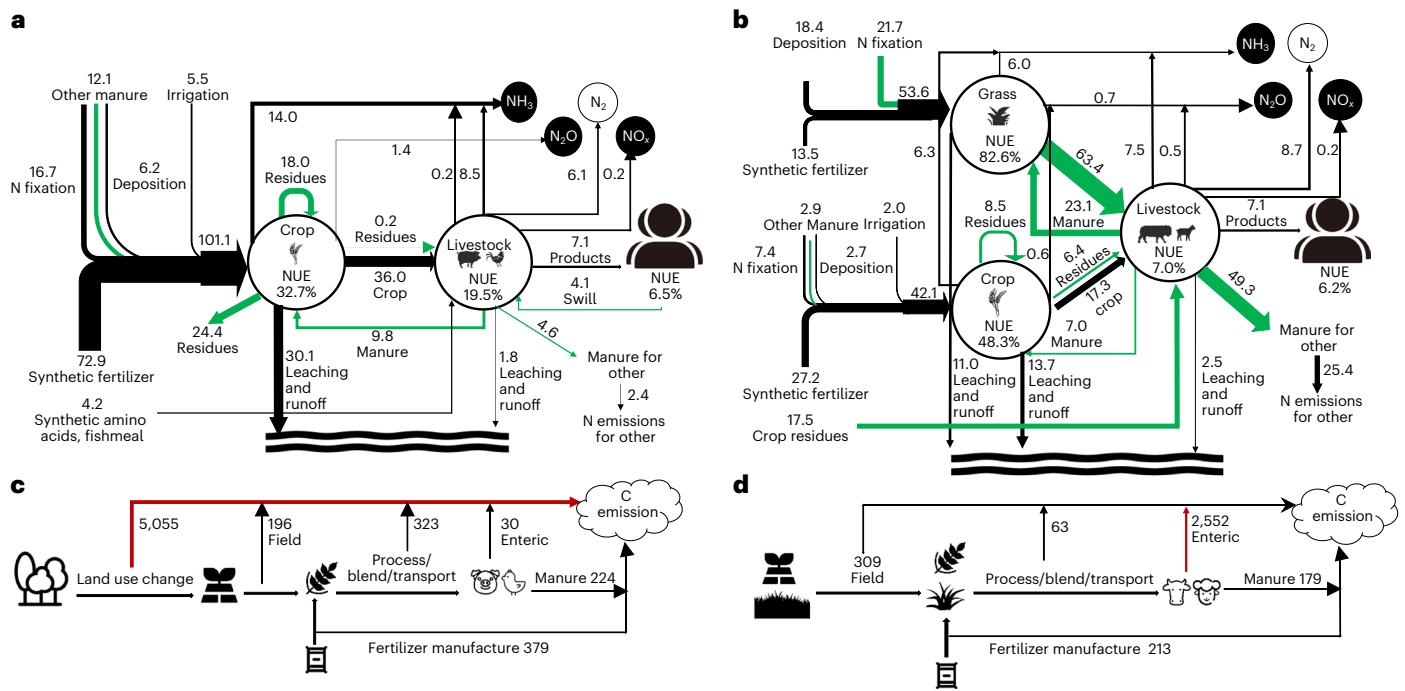 a
12.1
Other manure
5.5
Irrigation
16.7
N fixation
6.2
Deposition
14.0
NH3
N2
N2O
NOx
1.4
18.0
Residues
0.2
8.5
6.1
0.2
101.1
Crop
NUE
32.7%
0.2
Residues
36.0
Crop
Livestock
NUE
19.5%
7.1
Products
4.1
Swill
NUE
6.5%
24.4
Residues
9.8
Manure
4.6
72.9
Synthetic fertilizer
30.1
Leaching
and
runoff
1.8
Leaching
and
runoff
Manure for
other
2.4
N emissions
for other
4.2
Synthetic amino
acids, fishmeal
b
18.4
Deposition
21.7
N fixation
53.6
6.0
NH3
N2
N2O
NOx
0.7
Grass
NUE
82.6%
13.5
Synthetic fertilizer
6.3
63.4
7.5
0.5
8.7
0.2
2.9
Other Manure
2.0
Irrigation
7.4
N fixation
2.7
Deposition
8.5
Residues
0.6
23.1
Manure
Livestock
NUE
7.0%
7.1
Products
NUE
6.2%
42.1
Crop
NUE
48.3%
6.4
Residues
17.3
crop
7.0
Manure
49.3
Manure for
other
25.4
N emissions
for other
27.2
Synthetic fertilizer
11.0
Leaching
and
runoff
13.7
Leaching
and
runoff
2.5
Leaching
and
runoff
17.5
Crop residues
c
5,055
Land use change
196
Field
323
Process/
blend/transport
30
Enteric
C
emission
Manure 224
Fertilizer manufacture 379
d
309
Field
63
Process/blend/transport
2,552
Enteric
C
emission
Manure 179
Fertilizer manufacture 213